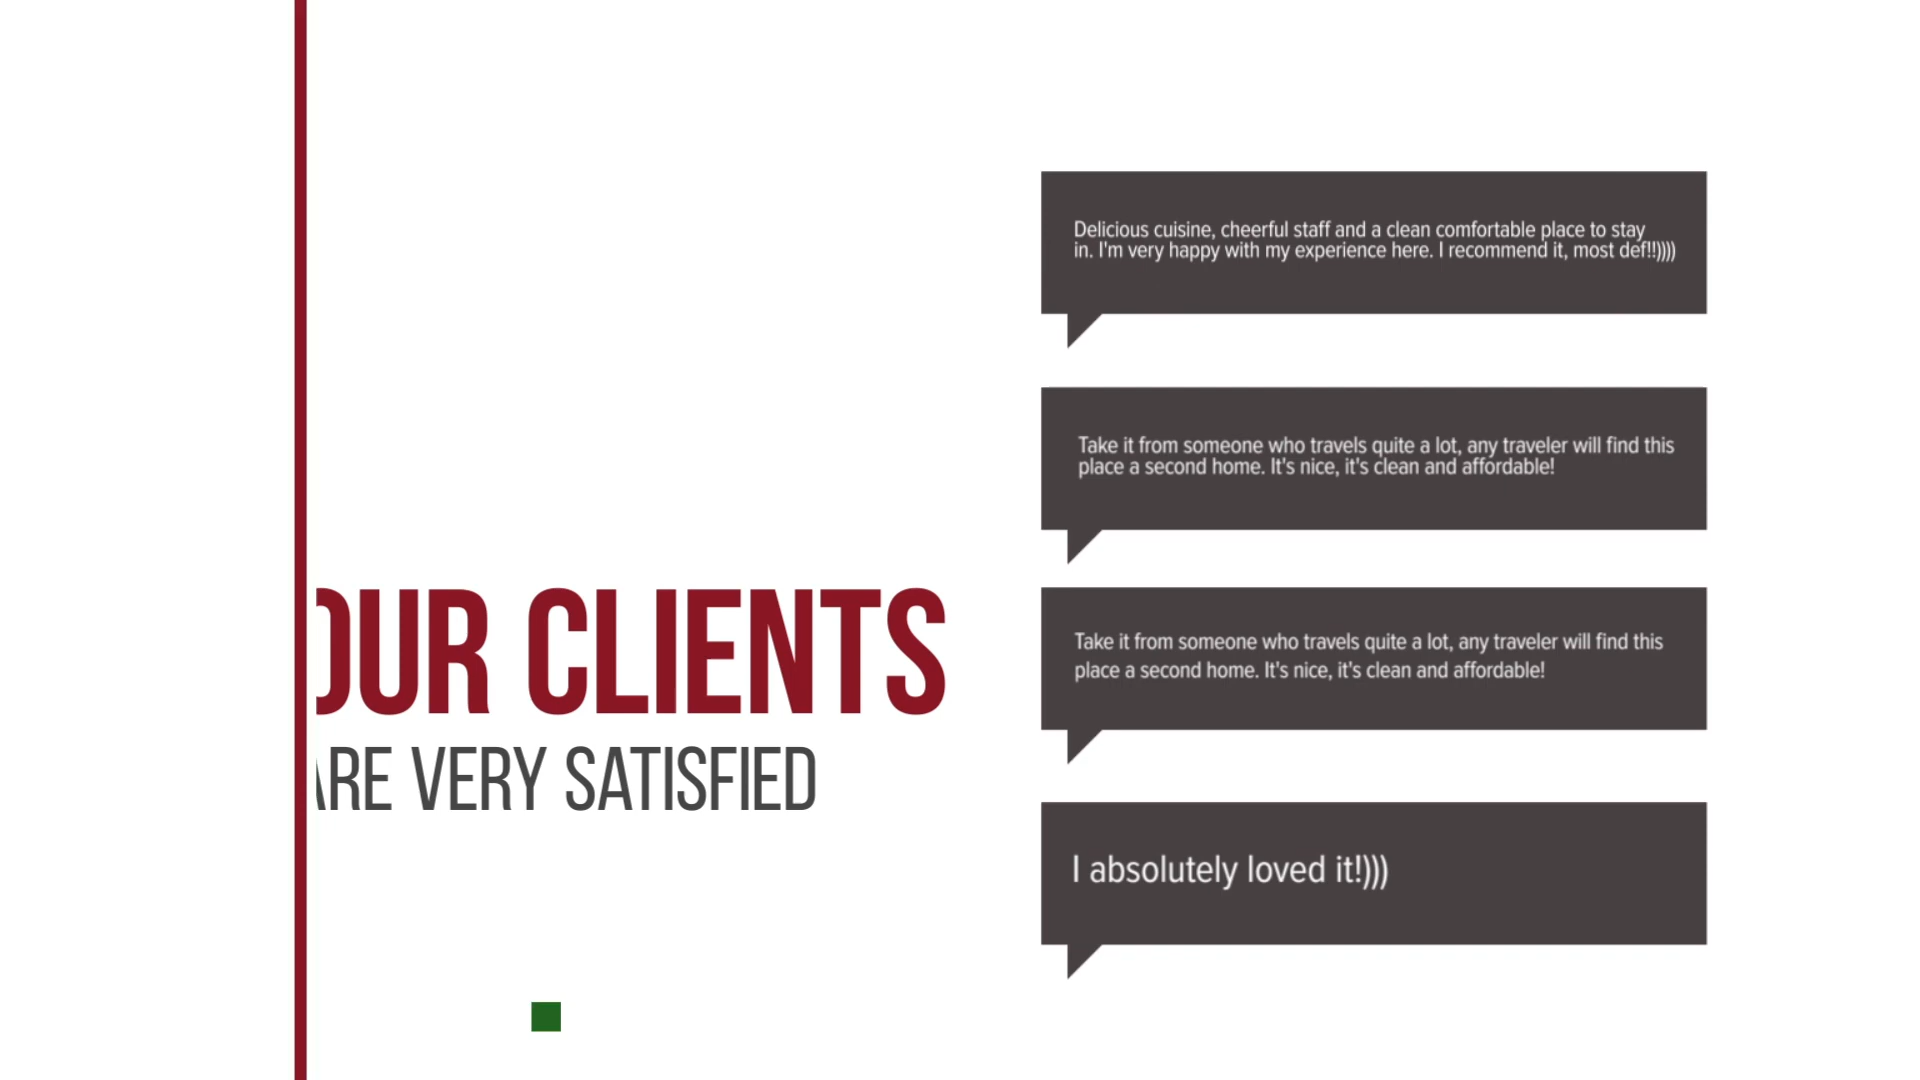 OUR CLIENTS
ARE VERY SATISFIED
Delicious cuisine, cheerful staff and a clean comfortable place to stay
in. I'm very happy with my experience here. I recommend it, most def!!))))
Take it from someone who travels quite a lot, any traveler will find this
place a second home. It's nice, it's clean and affordable!
Take it from someone who travels quite a lot, any traveler will find this
place a second home. It's nice, it's clean and affordable!
I absolutely loved it!)))